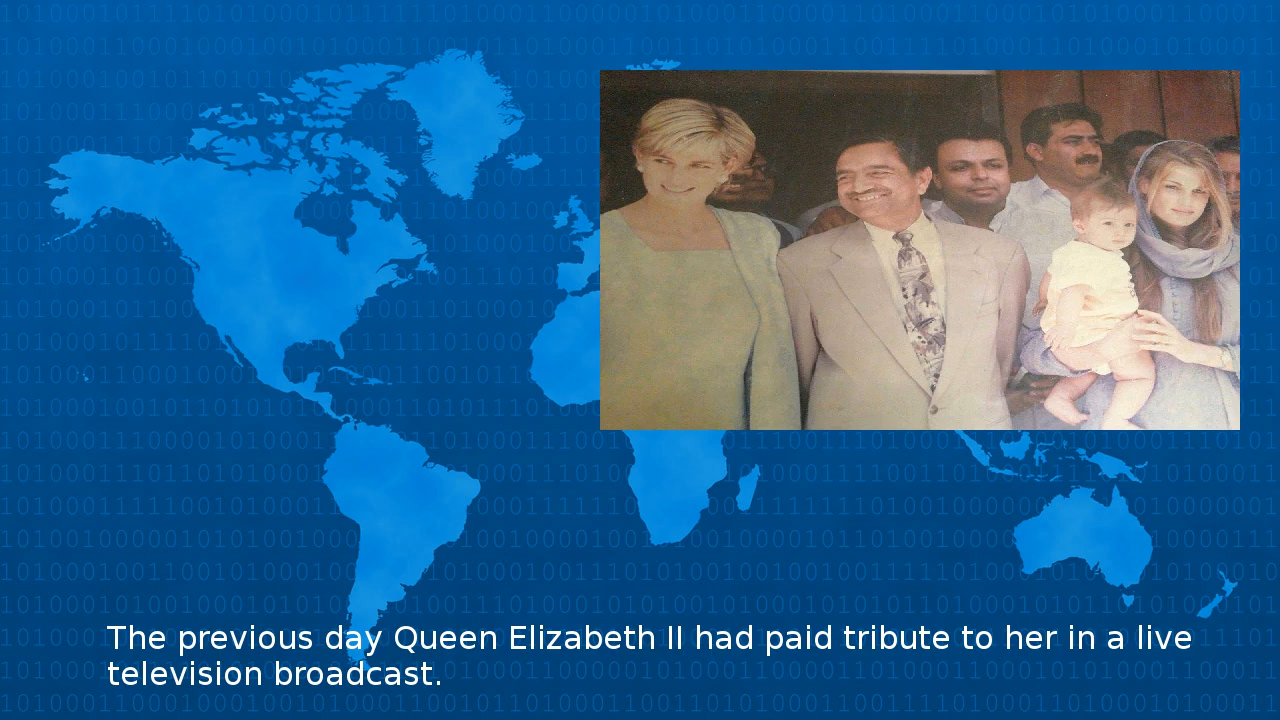 The previous day Queen Elizabeth II had paid tribute to her in a live
television broadcast.